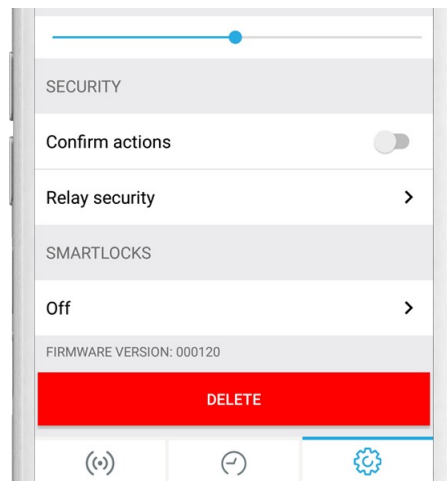 SECURITY
Confirm actions
Relay security
SMARTLOCKS
Off
FIRMWARE VERSION: 000120
DELETE